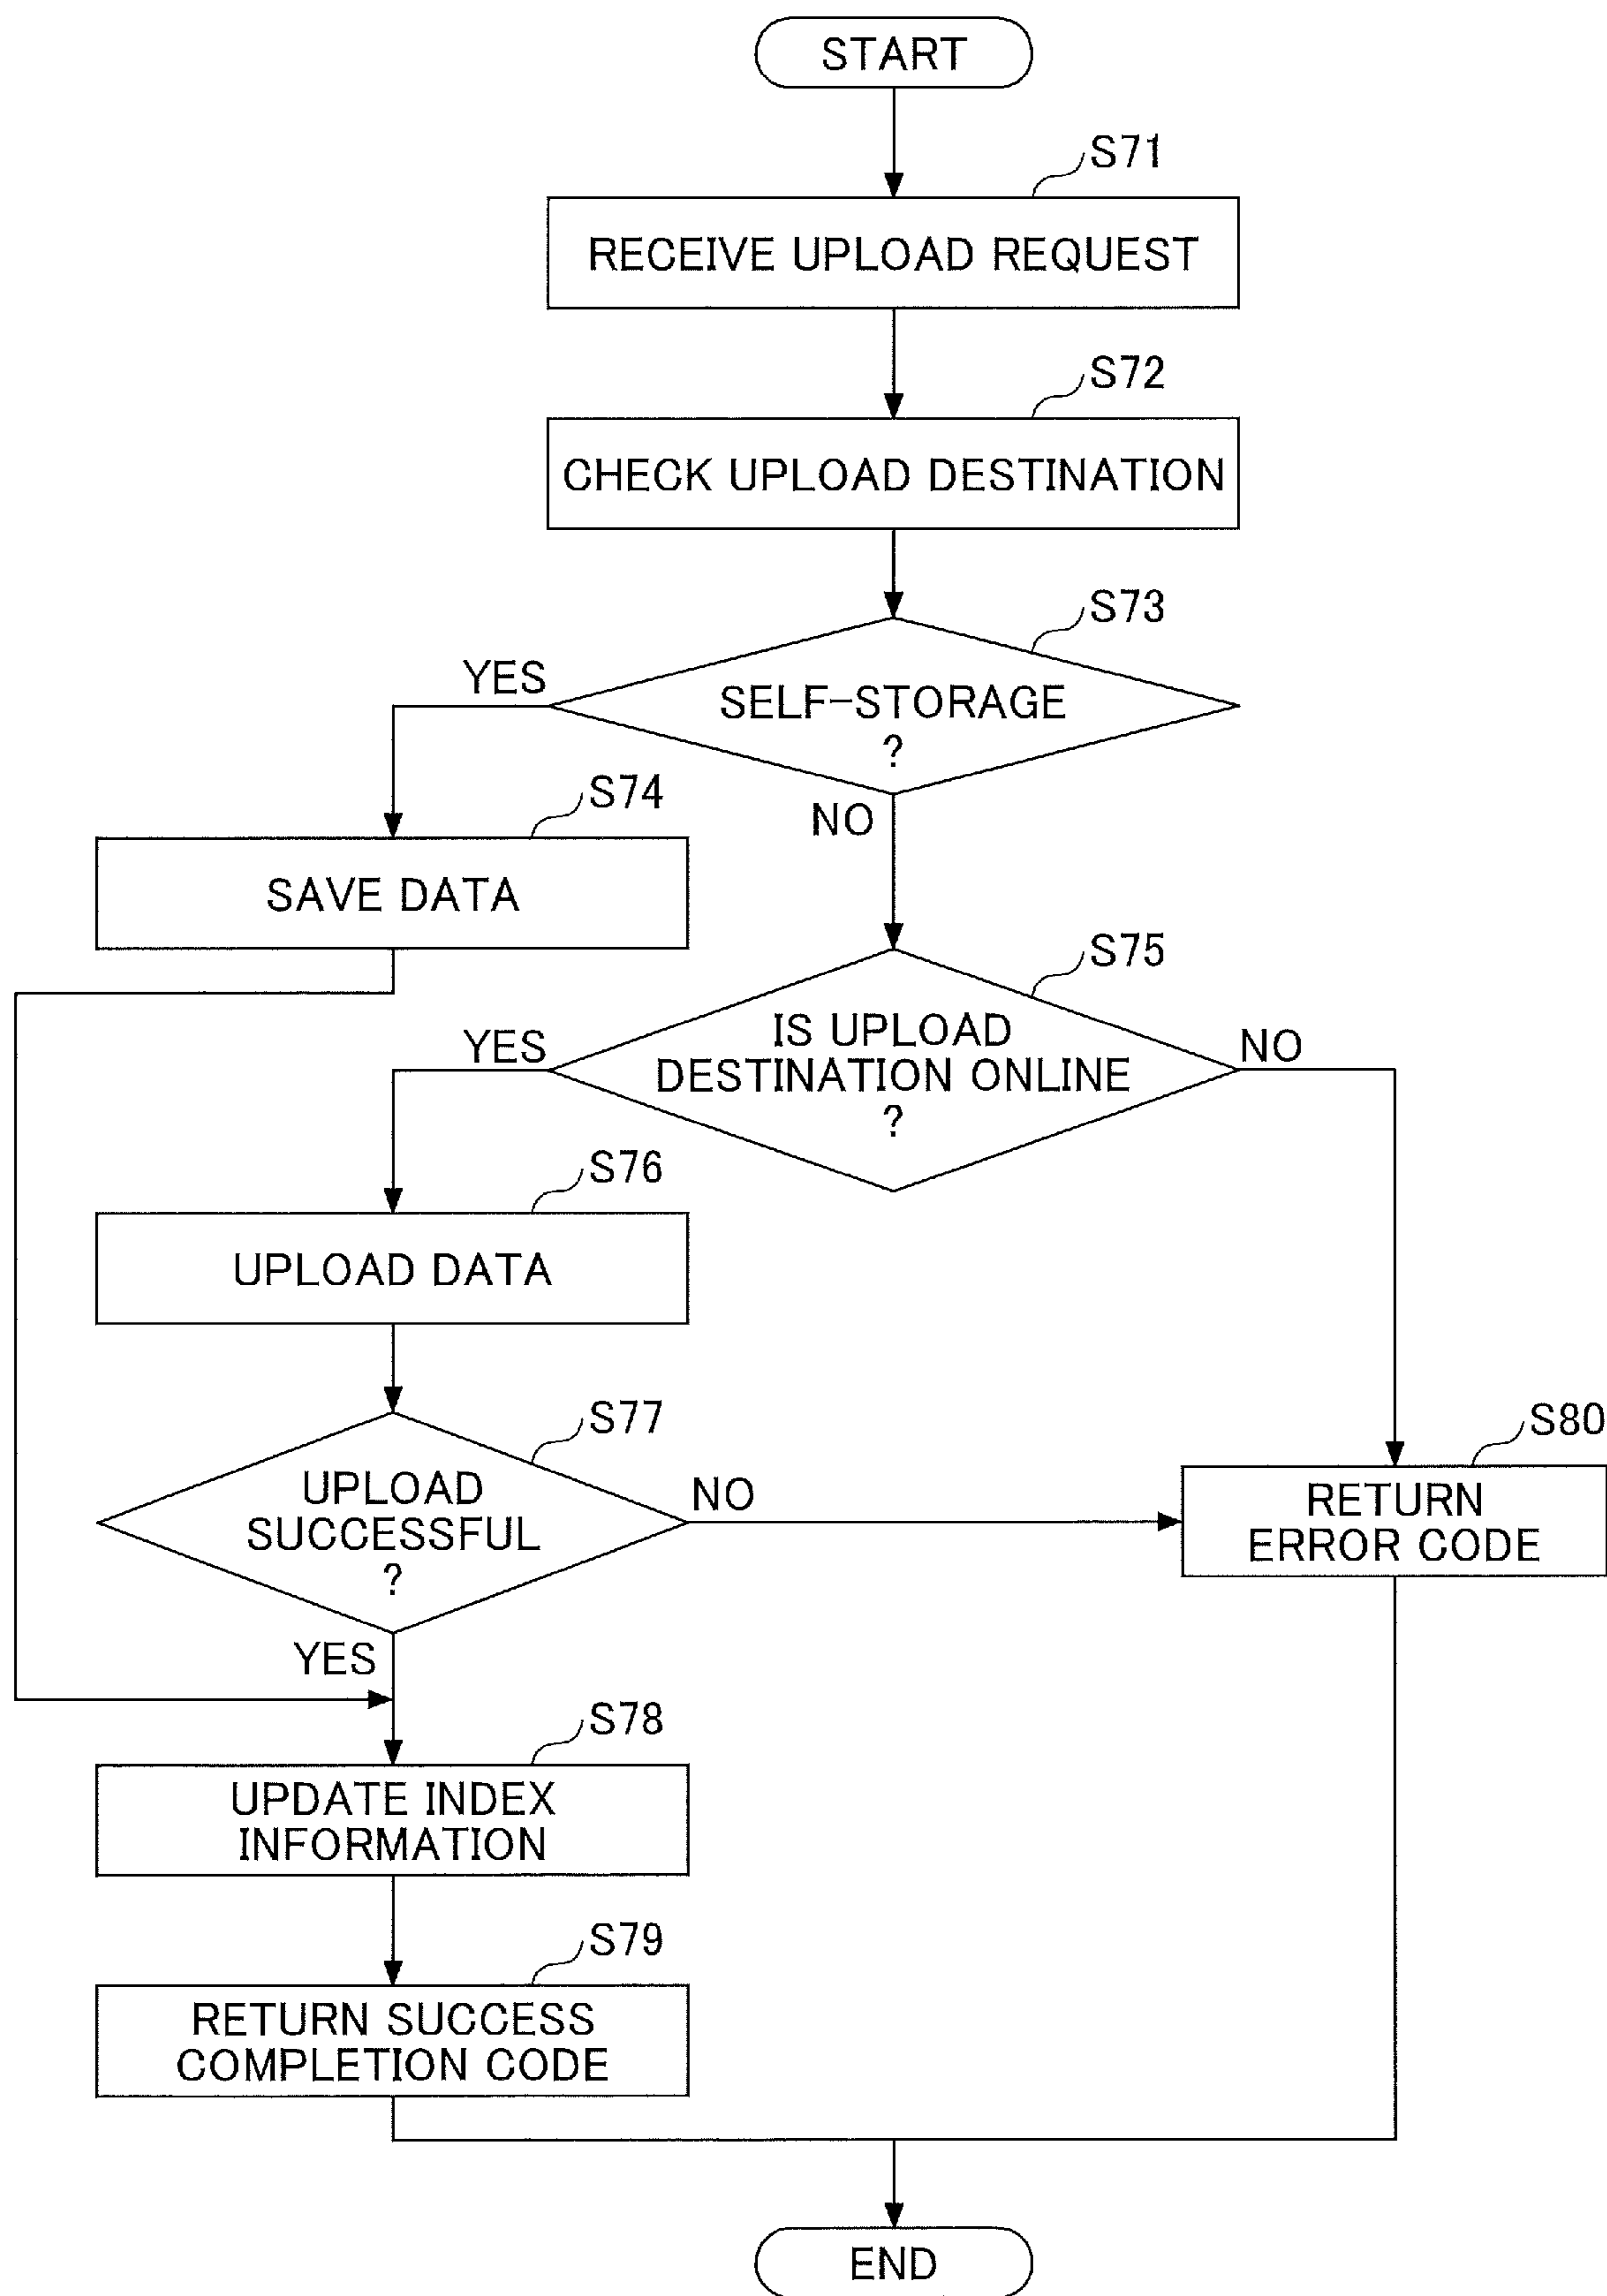 START
S71
RECEIVE UPLOAD REQUEST
S72
CHECK UPLOAD DESTINATION
S73
YES
SELF-STORAGE
?
NO
S74
SAVE DATA
S75
YES
IS UPLOAD
DESTINATION ONLINE
?
NO
S76
UPLOAD DATA
S77
UPLOAD
SUCCESSFUL
?
NO
YES
S80
RETURN
ERROR CODE
S78
UPDATE INDEX
INFORMATION
S79
RETURN SUCCESS
COMPLETION CODE
END